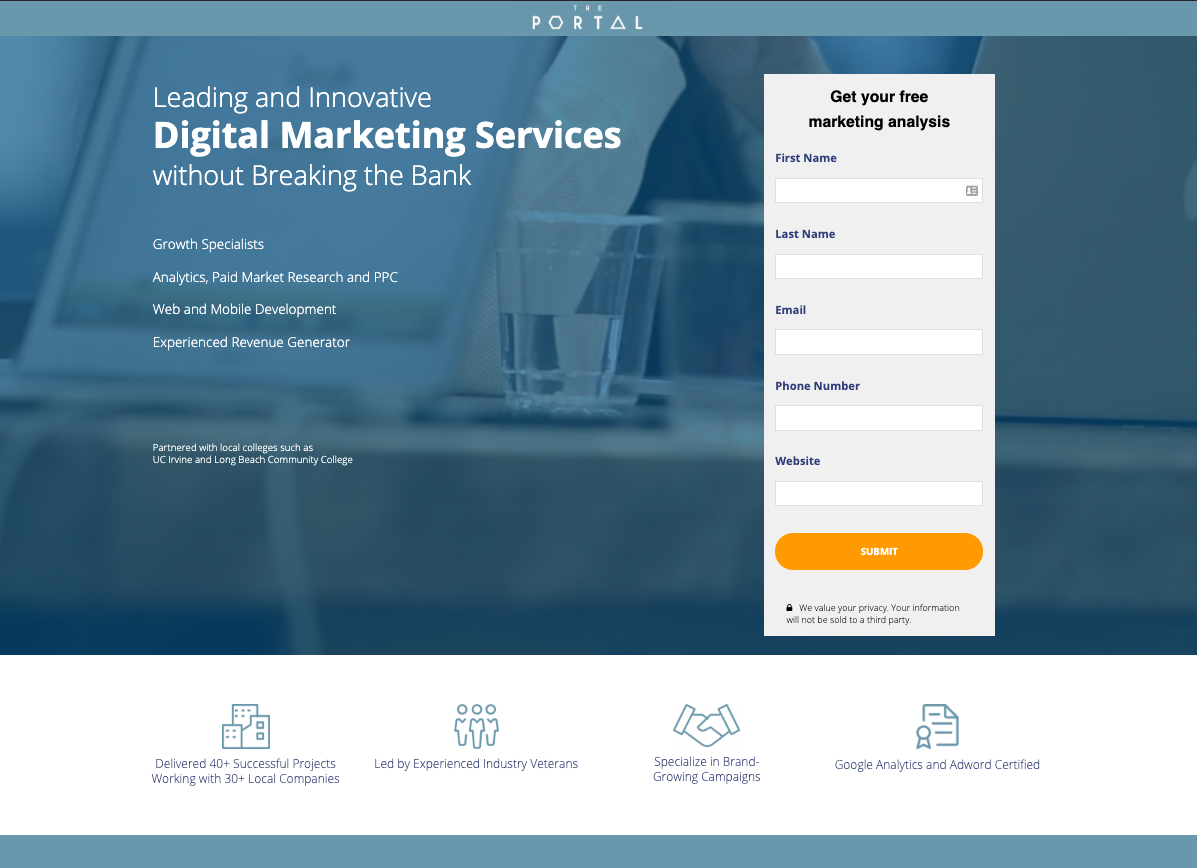 THE
PORTAL
Leading and Innovative
Digital Marketing Services
without Breaking the Bank
Growth Specialists
Analytics, Paid Market Research and PPC
Web and Mobile Development
Experienced Revenue Generator
Partnered with local colleges such as
UC Irvine and Long Beach Community College
Get your free
marketing analysis
First Name
Last Name
Email
Phone Number
Website
SUBMIT
We value your privacy. Your information
will not be sold to a third party.
Delivered 40+ Successful Projects
Working with 30+ Local Companies
Led by Experienced Industry Veterans
Specialize in Brand-
Growing Campaigns
Google Analytics and Adword Certified